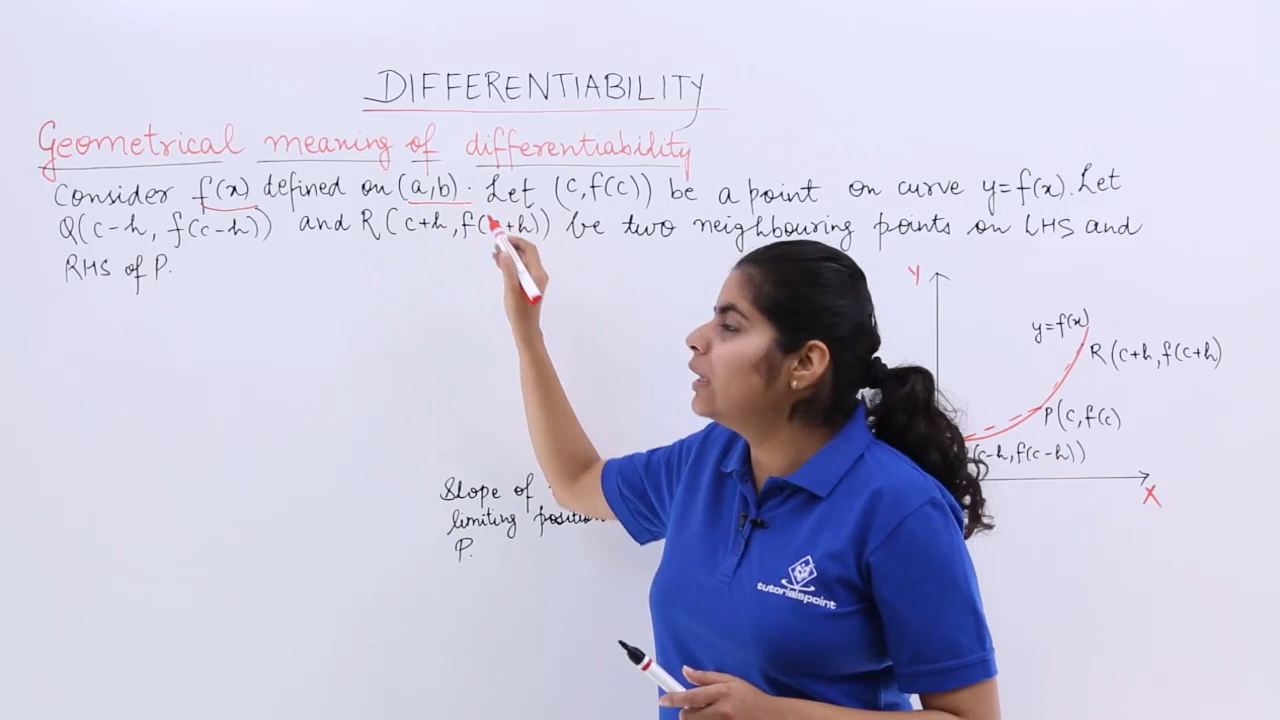 DIFFERENTIABILITY
Geometrical meaning of differentiability
Consider f(x) defined on (a,b). Let (c,f(c)) be a point on curve y=f(x). Let
Q(c-h, f(c-h)) and R(c+h,f(c+h)) be two neighbouring points on LHS and
RHS of P.
Y
y=f(x)
R(c+h, f(c+h)
P(c, f(c)
(c-h, f(c-h))
X
Slope of
limiting position
P.
tutorialspoint